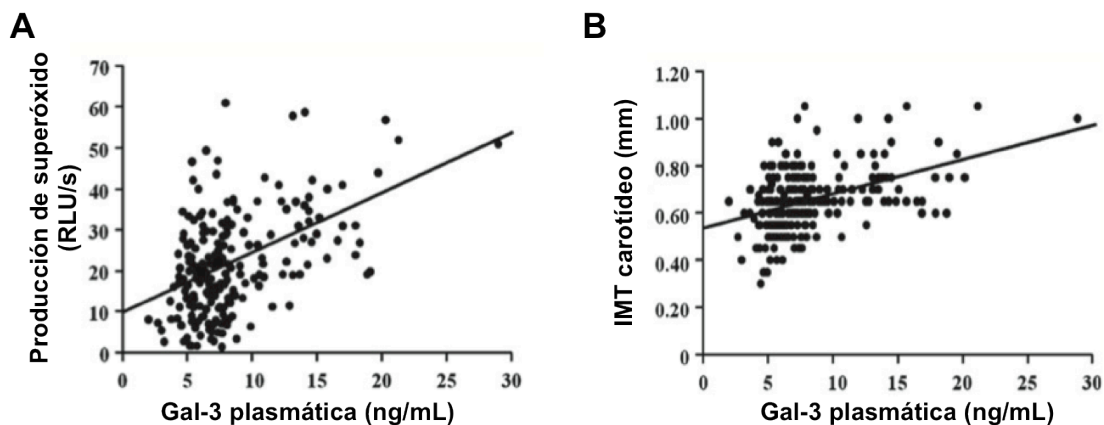 A
Producción de superóxido
(RLU/s)
70
60
50
40
30
20
10
0
0 5 10 15 20 25 30
Gal-3 plasmática (ng/mL)
B
IMT carotídeo (mm)
1.20
1.00
0.80
0.60
0.40
0.20
0
0 5 10 15 20 25 30
Gal-3 plasmática (ng/mL)